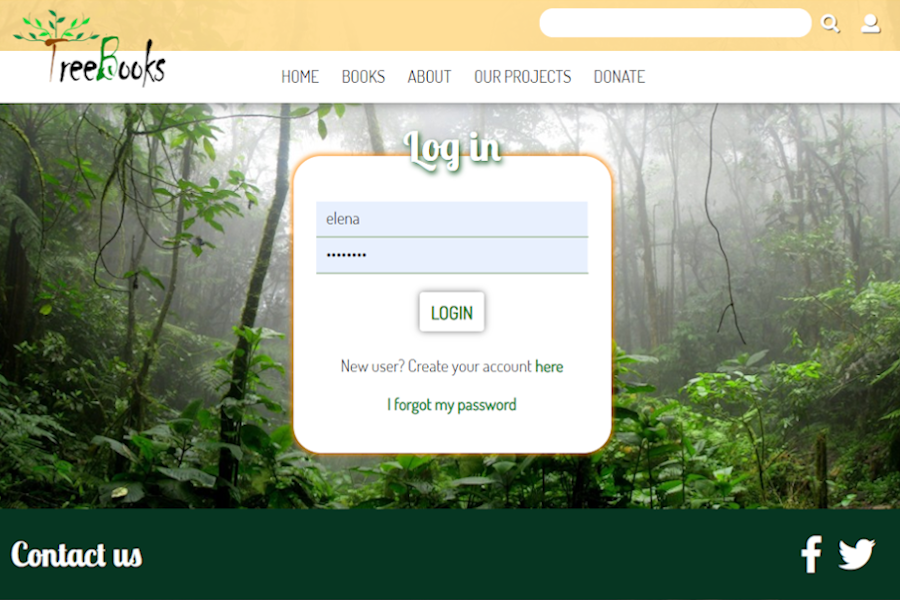 TreeBooks
HOME BOOKS ABOUT OUR PROJECTS DONATE
Log in
elena
••••••••
LOGIN
New user? Create your account here
I forgot my password
Contact us